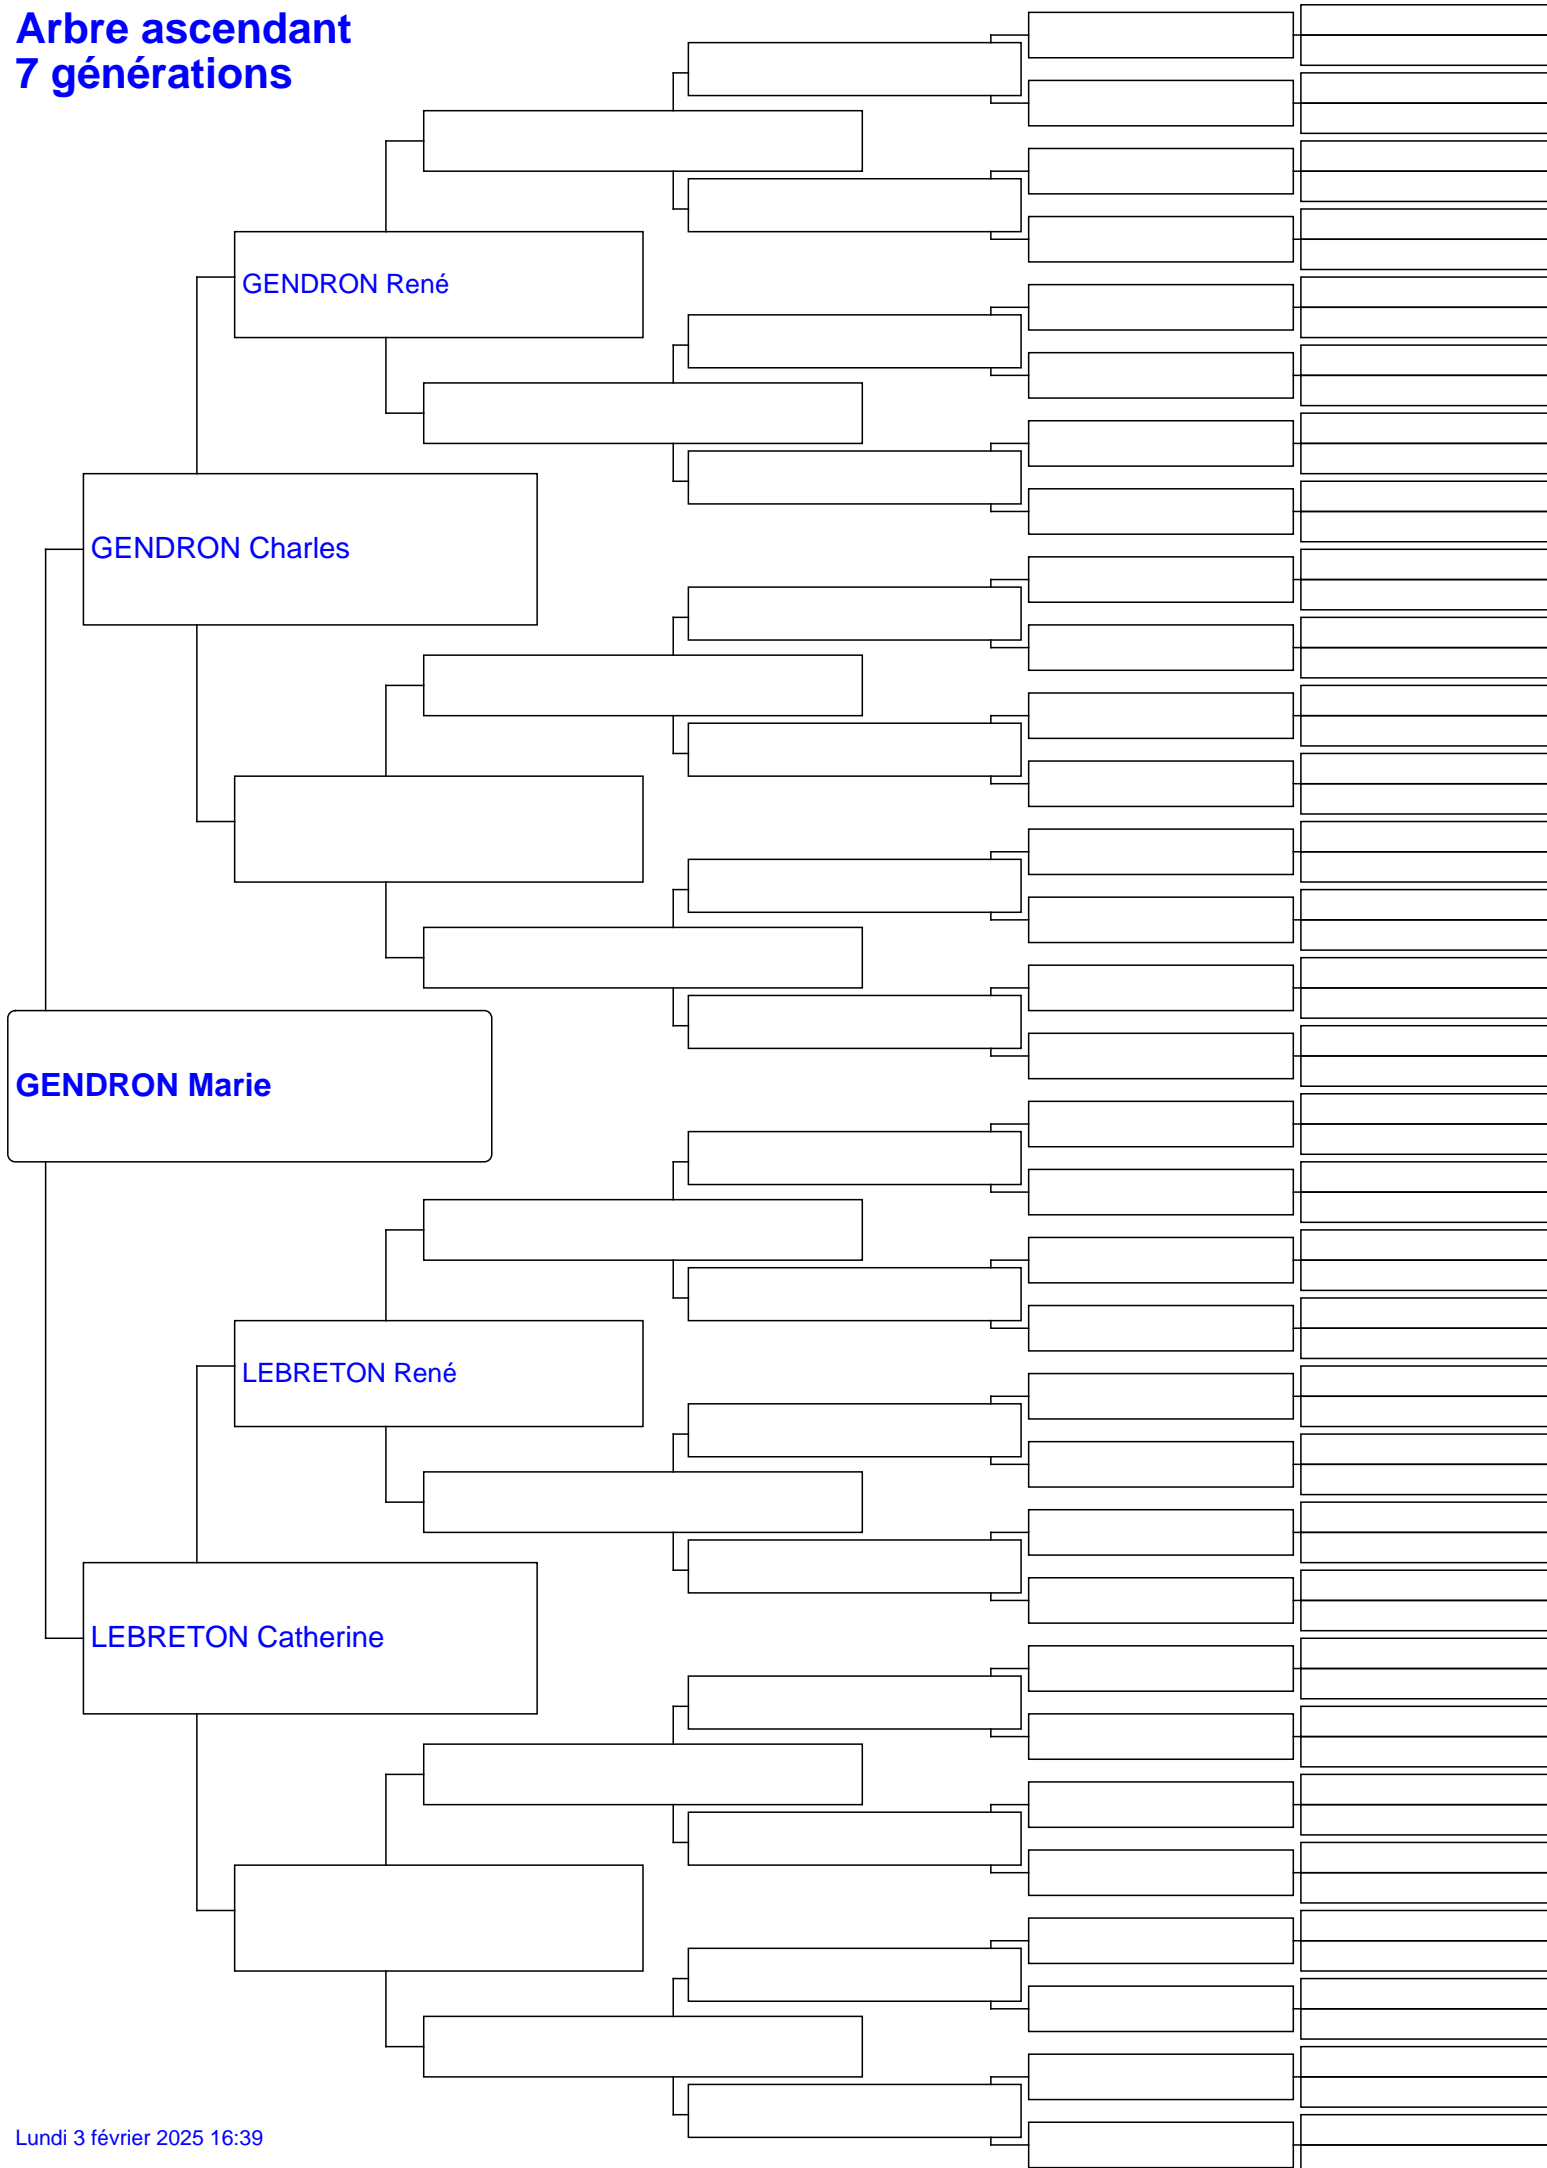 Arbre ascendant
7 générations
GENDRON René
GENDRON Charles
GENDRON Marie
LEBRETON René
LEBRETON Catherine
Lundi 3 février 2025 16:39